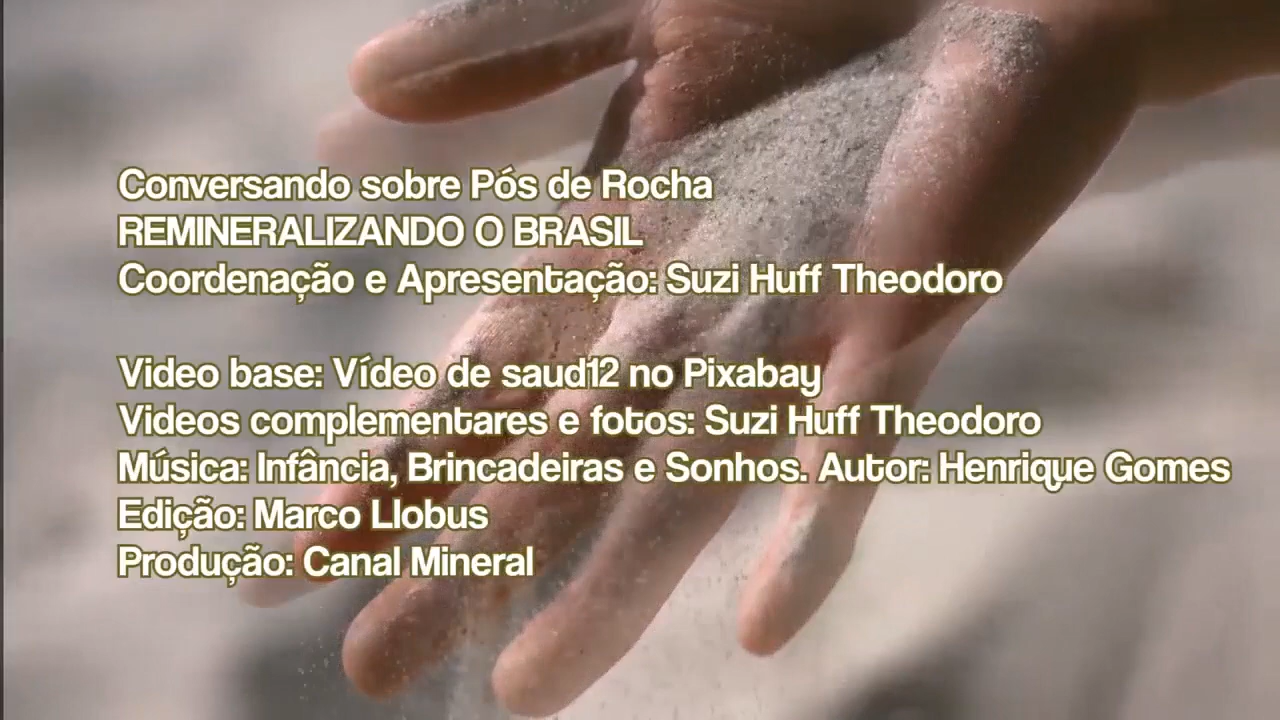 Conversando sobre Pós de Rocha
REMINERALIZANDO O BRASIL
Coordenação e Apresentação: Suzi Huff Theodoro
Video base: Vídeo de saud12 no Pixabay
Videos complementares e fotos: Suzi Huff Theodoro
Música: Infância, Brincadeiras e Sonhos. Autor: Henrique Gomes
Edição: Marco Llobus
Produção: Canal Mineral